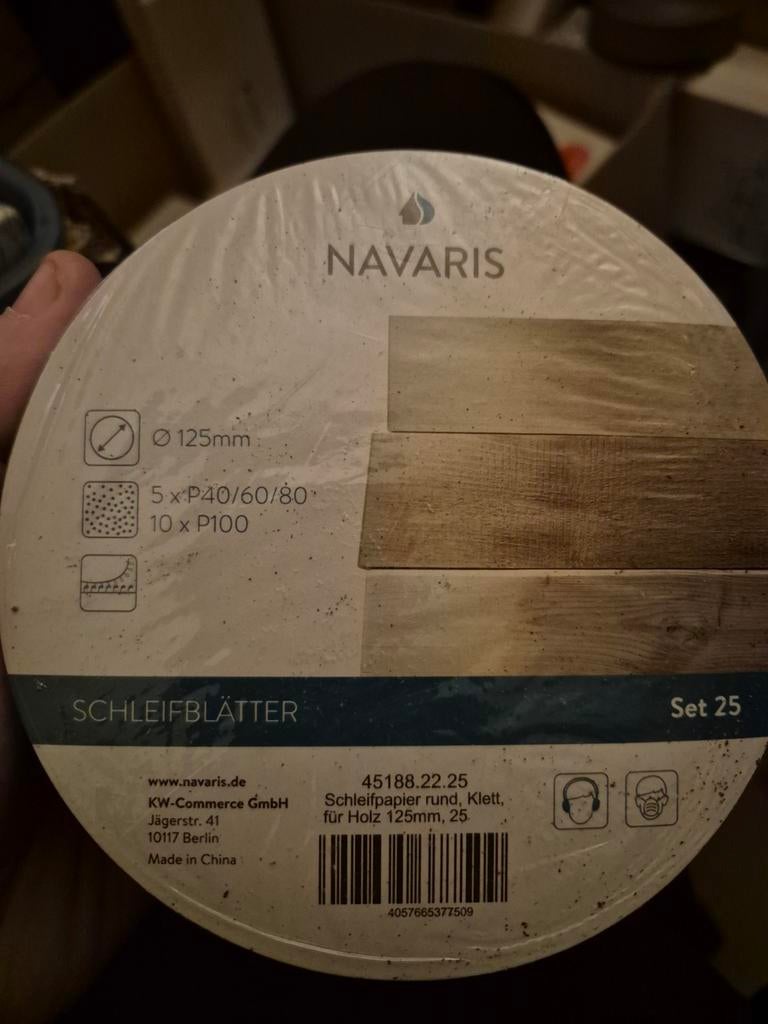 NAVARIS
Ø 125mm
5 x P40/60/80
10 x P100
SCHLEIFBLÄTTER
Set 25
www.navaris.de
KW-Commerce GmbH
Jägerstr. 41
10117 Berlin
Made in China
45188.22.25
Schleifpapier rund, Klett,
für Holz 125mm, 25
4057665377509